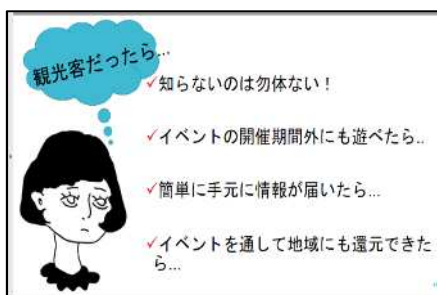 観光客だったら...
✓知らないのは勿体ない！
✓イベントの開催期間外にも遊べたら..
✓簡単に手元に情報が届いたら...
✓イベントを通して地域にも還元できた
ら...